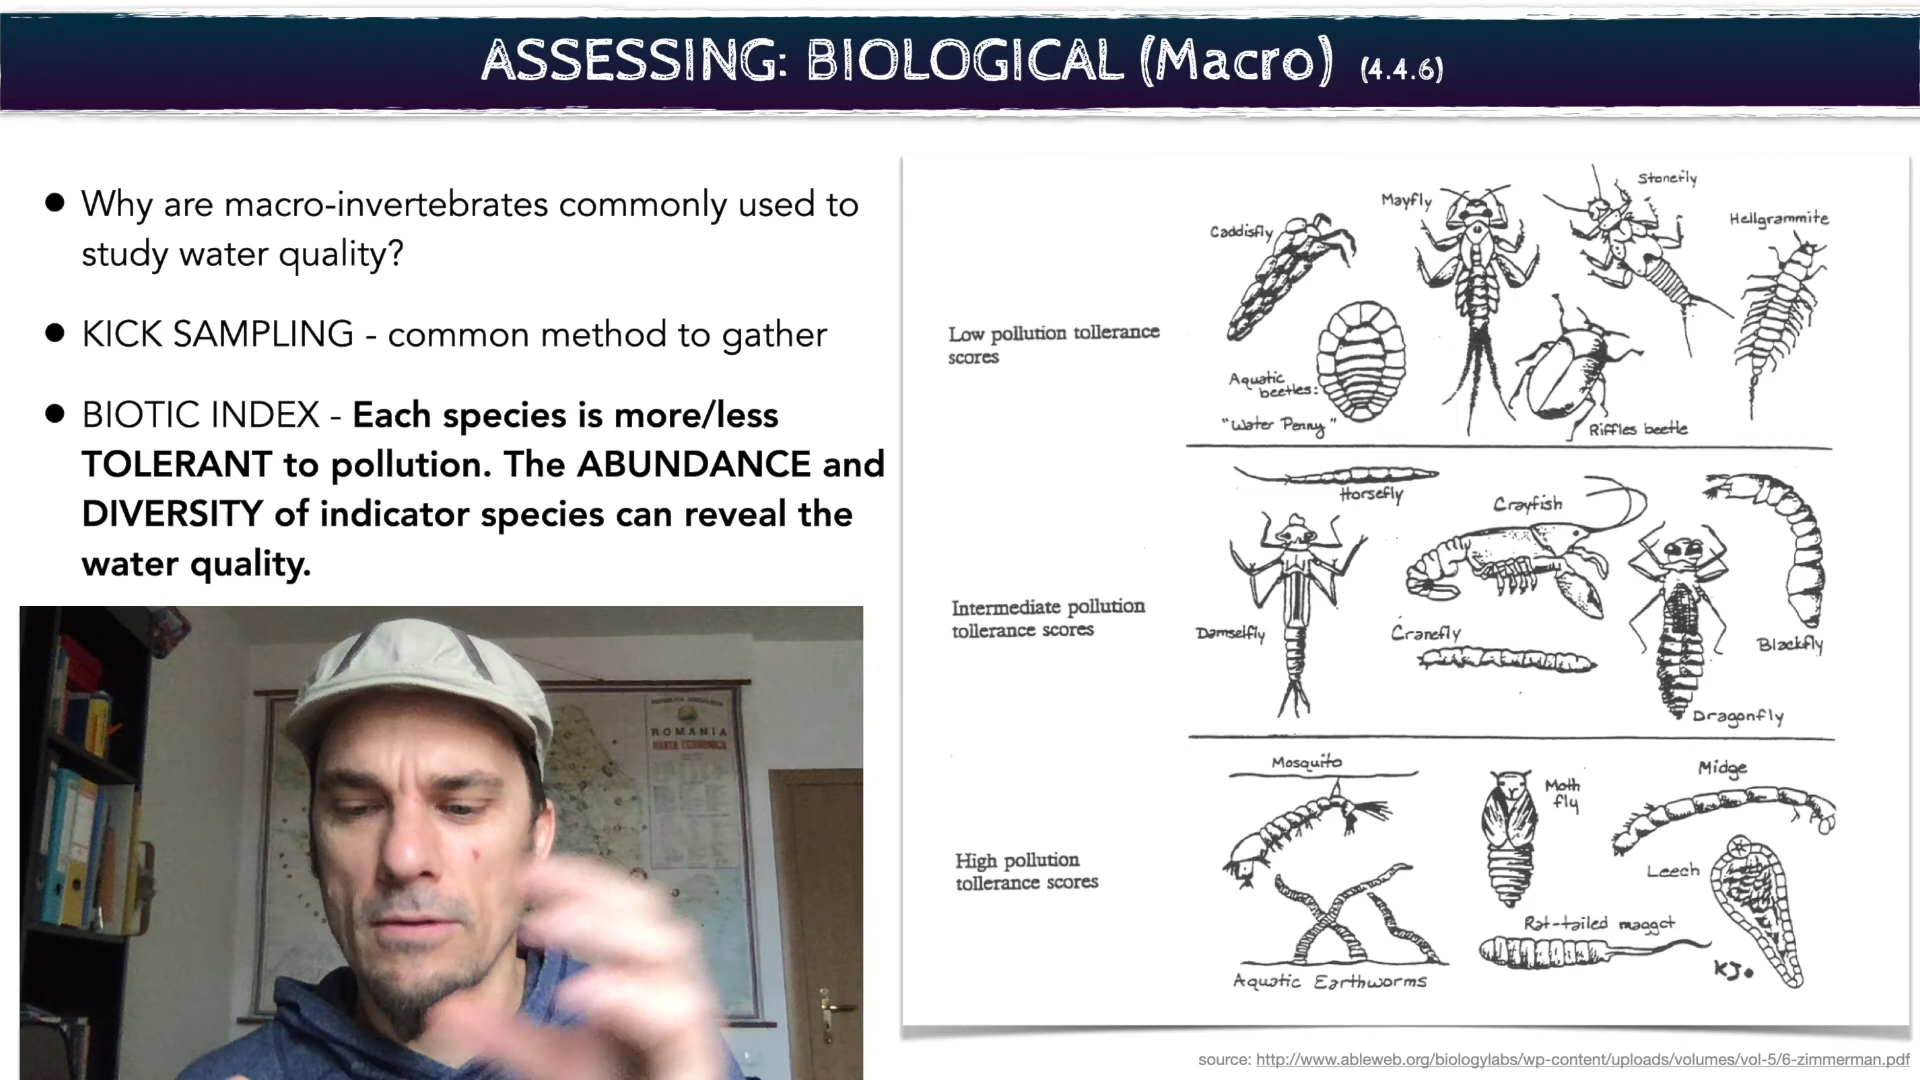 ASSESSING: BIOLOGICAL (Macro) (4.4.6)
● Why are macro-invertebrates commonly used to
study water quality?
● KICK SAMPLING - common method to gather
● BIOTIC INDEX - Each species is more/less
TOLERANT to pollution. The ABUNDANCE and
DIVERSITY of indicator species can reveal the
water quality.
ROMANIA
Low pollution tollerance
scores
Caddisfly
Mayfly
Stonefly
Hellgrammite
Aquatic
beetles:
"Water Penny"
Riffles beetle
Intermediate pollution
tollerance scores
Horsefly
Crayfish
Damselfly
Cranefly
Blackfly
Dragonfly
High pollution
tollerance scores
Mosquito
Moth
fly
Midge
Leech
Rat-tailed maggot
Aquatic Earthworms
KJ.
source: http://www.ableweb.org/biologylabs/wp-content/uploads/volumes/vol-5/6-zimmerman.pdf